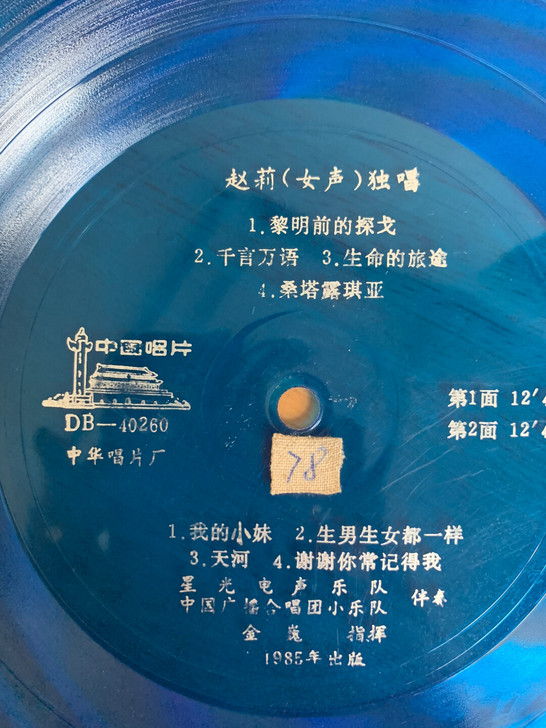 赵莉(女声)独唱
1.黎明前的探戈
2.千言万语 3.生命的旅途
4.桑塔露琪亚
中国唱片
DB—40260
中华唱片厂
第1面 12′
第2面 12′
78
1.我的小妹 2.生男生女都一样
3.天河 4.谢谢你常记得我
星光电声乐队
中国广播合唱团小乐队 伴奏
金巍 指挥
1985年出版